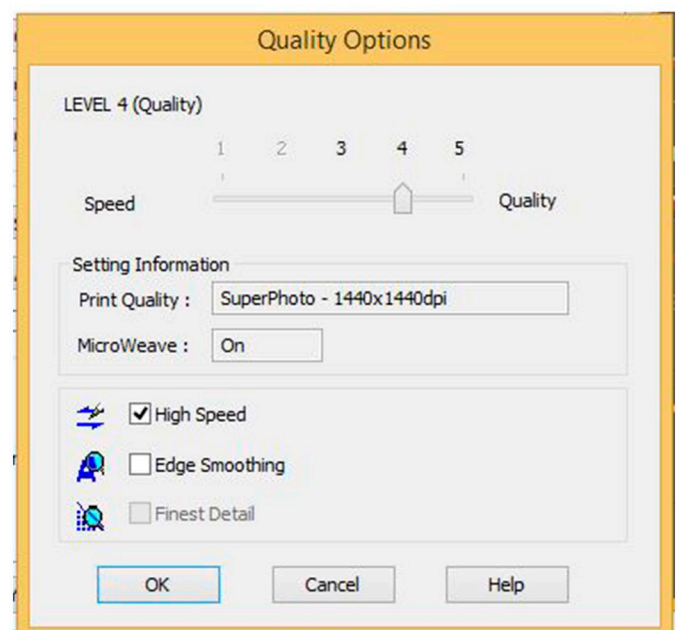 Quality Options
LEVEL 4 (Quality)
1 2 3 4 5
Speed Quality
Setting Information
Print Quality : SuperPhoto - 1440x1440dpi
MicroWeave : On
High Speed
Edge Smoothing
Finest Detail
OK Cancel Help